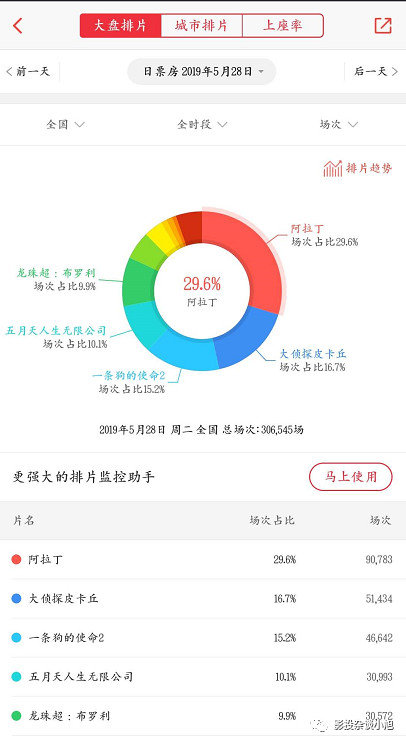 大盘排片 城市排片 上座率
前一天 日票房 2019年5月28日 后一天
全国 全时段 场次
排片趋势
阿拉丁
场次占比29.6%
龙珠超：布罗利
场次占比9.9%
29.6%
阿拉丁
五月天人生无限公司
场次占比10.1%
大侦探皮卡丘
场次占比16.7%
一条狗的使命2
场次占比15.2%
2019年5月28日 周二 全国 总场次:306,545场
更强大的排片监控助手 马上使用
片名 场次占比 场次
阿拉丁 29.6% 90,783
大侦探皮卡丘 16.7% 51,434
一条狗的使命2 15.2% 46,642
五月天人生无限公司 10.1% 30,993
龙珠超：布罗利 9.9% 30,572
影投杂谈小旭